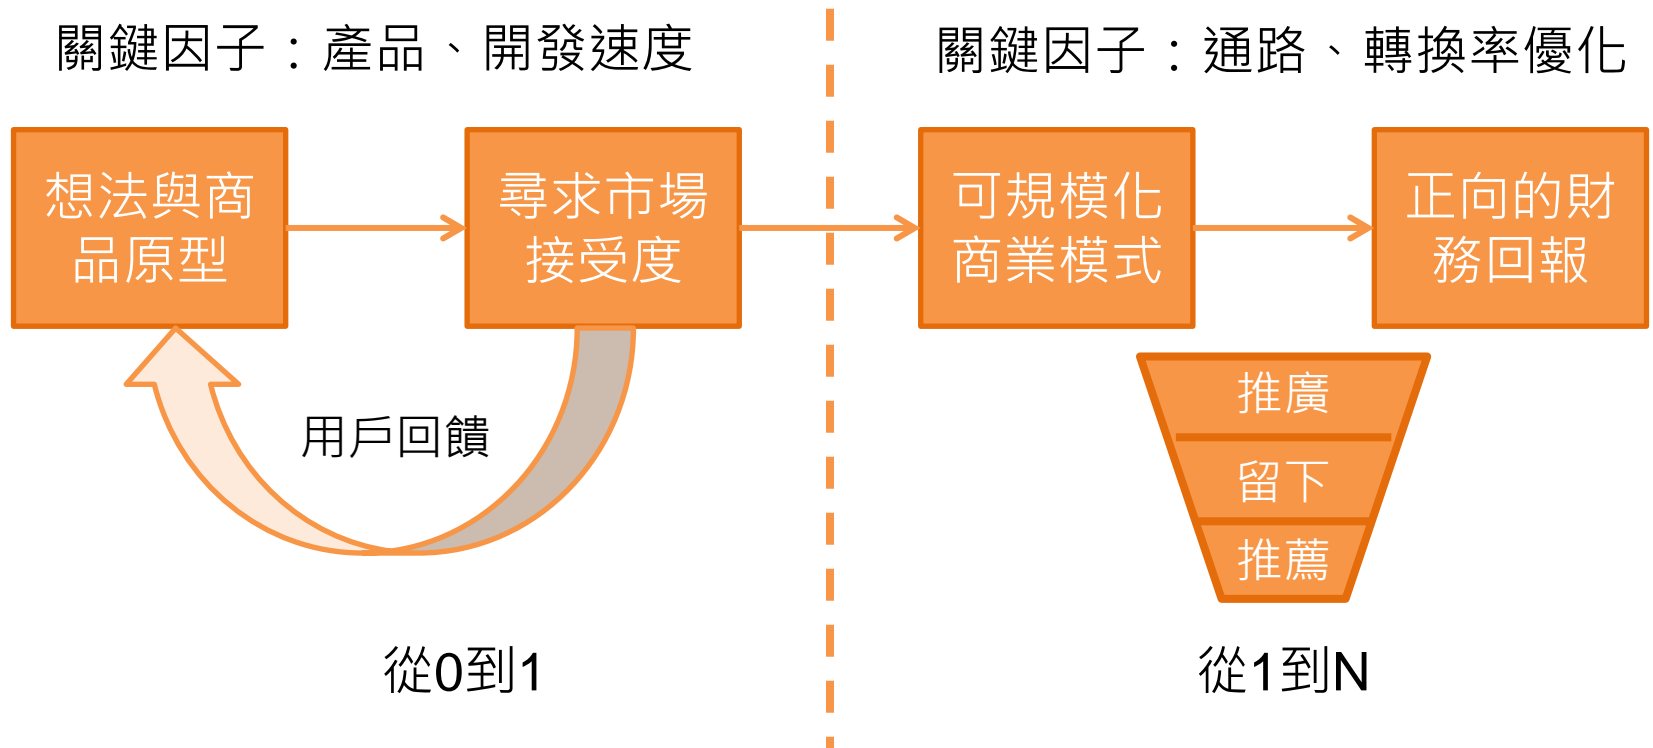 關鍵因子：產品、開發速度
關鍵因子：通路、轉換率優化
想法與商
品原型
尋求市場
接受度
可規模化
商業模式
正向的財
務回報
用戶回饋
推廣
留下
推薦
從0到1
從1到N